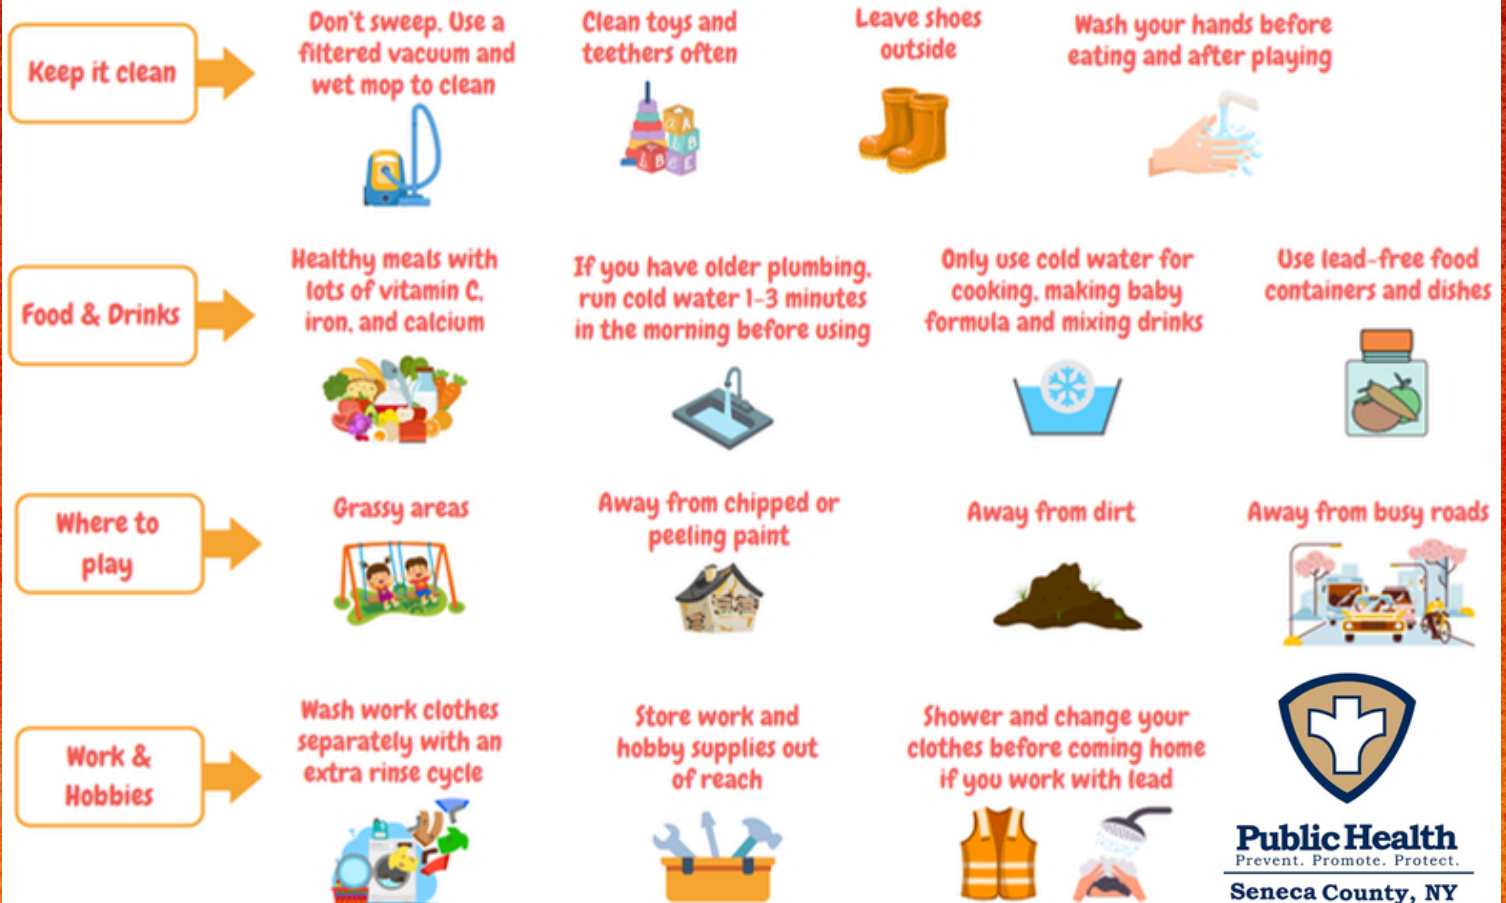 Keep it clean
Don't sweep. Use a
filtered vacuum and
wet mop to clean
Clean toys and
teethers often
Leave shoes
outside
Wash your hands before
eating and after playing
Food & Drinks
Healthy meals with
lots of vitamin C,
iron, and calcium
If you have older plumbing,
run cold water 1-3 minutes
in the morning before using
Only use cold water for
cooking, making baby
formula and mixing drinks
Use lead-free food
containers and dishes
Where to
play
Grassy areas
Away from chipped or
peeling paint
Away from dirt
Away from busy roads
Work &
Hobbies
Wash work clothes
separately with an
extra rinse cycle
Store work and
hobby supplies out
of reach
Shower and change your
clothes before coming home
if you work with lead
Public Health
Prevent. Promote. Protect.
Seneca County, NY